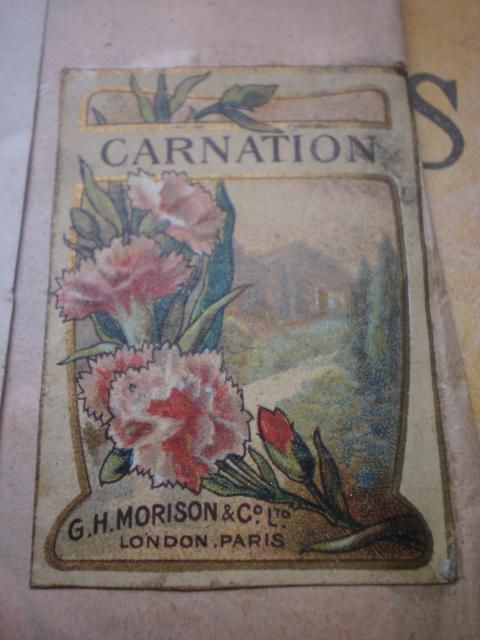 CARNATION
S
G.H. MORISON & Co. LTD
LONDON. PARIS